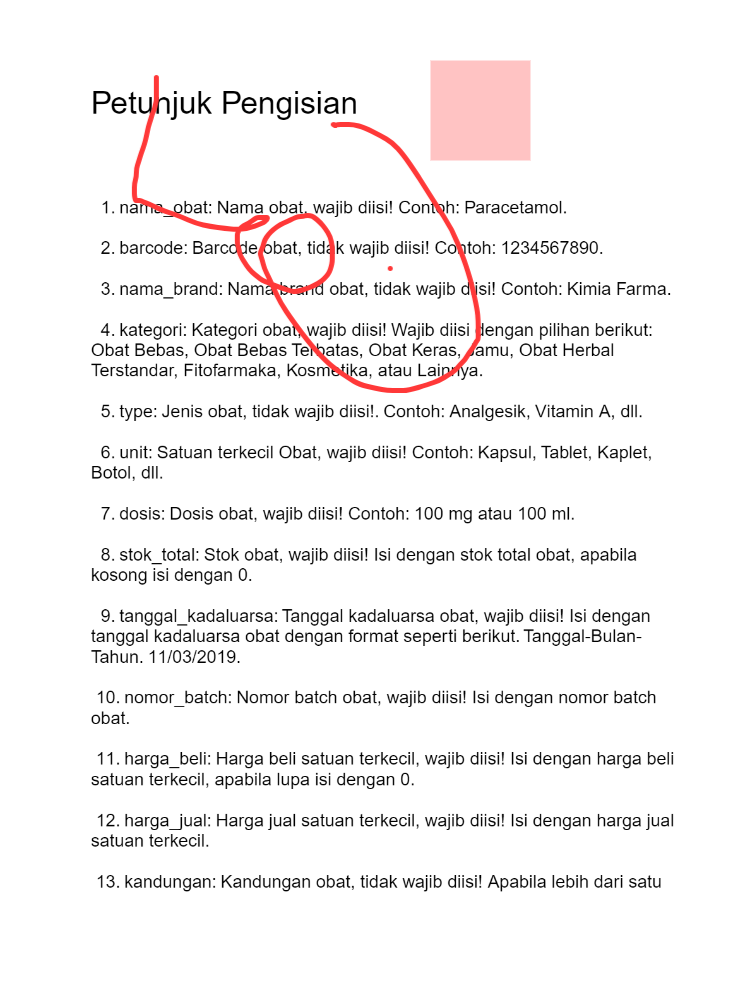 Petunjuk Pengisian
1. nama_obat: Nama obat, wajib diisi! Contoh: Paracetamol.
2. barcode: Barcode obat, tidak wajib diisi! Contoh: 1234567890.
3. nama_brand: Nama brand obat, tidak wajib diisi! Contoh: Kimia Farma.
4. kategori: Kategori obat, wajib diisi! Wajib diisi dengan pilihan berikut:
Obat Bebas, Obat Bebas Terbatas, Obat Keras, Jamu, Obat Herbal
Terstandar, Fitofarmaka, Kosmetika, atau Lainnya.
5. type: Jenis obat, tidak wajib diisi!. Contoh: Analgesik, Vitamin A, dll.
6. unit: Satuan terkecil Obat, wajib diisi! Contoh: Kapsul, Tablet, Kaplet,
Botol, dll.
7. dosis: Dosis obat, wajib diisi! Contoh: 100 mg atau 100 ml.
8. stok_total: Stok obat, wajib diisi! Isi dengan stok total obat, apabila
kosong isi dengan 0.
9. tanggal_kadaluarsa: Tanggal kadaluarsa obat, wajib diisi! Isi dengan
tanggal kadaluarsa obat dengan format seperti berikut. Tanggal-Bulan-
Tahun. 11/03/2019.
10. nomor_batch: Nomor batch obat, wajib diisi! Isi dengan nomor batch
obat.
11. harga_beli: Harga beli satuan terkecil, wajib diisi! Isi dengan harga beli
satuan terkecil, apabila lupa isi dengan 0.
12. harga_jual: Harga jual satuan terkecil, wajib diisi! Isi dengan harga jual
satuan terkecil.
13. kandungan: Kandungan obat, tidak wajib diisi! Apabila lebih dari satu